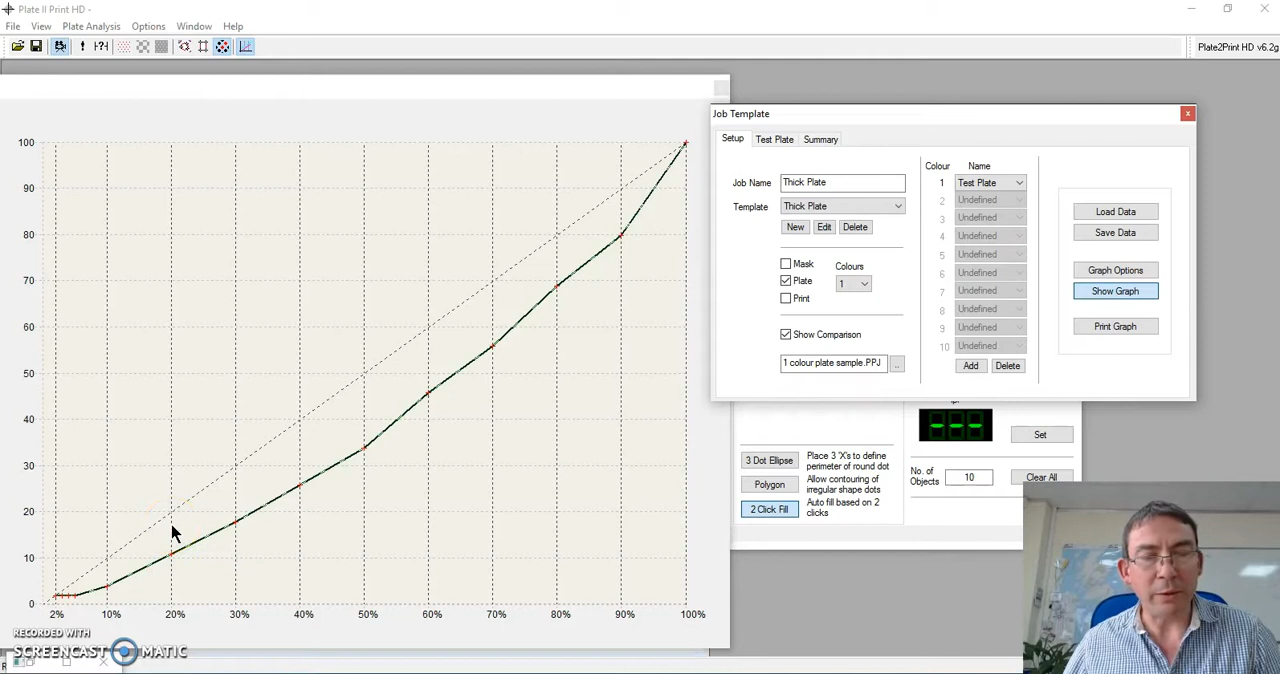 Plate II Print HD -
File View Plate Analysis Options Window Help
Plate2Print HD v6.2g
100
90
80
70
60
50
40
30
20
10
0
2% 10% 20% 30% 40% 50% 60% 70% 80% 90% 100%
Job Template
Setup Test Plate Summary
Job Name Thick Plate
Template Thick Plate
New Edit Delete
Mask
Plate
Print
Colours
1
Show Comparison
1 colour plate sample.PPJ ..
Colour Name
1 Test Plate
2 Undefined
3 Undefined
4 Undefined
5 Undefined
6 Undefined
7 Undefined
8 Undefined
9 Undefined
10 Undefined
Add Delete
Load Data
Save Data
Graph Options
Show Graph
Print Graph
3 Dot Ellipse Place 3 'X's to define
perimeter of round dot
Polygon Allow contouring of
irregular shape dots
2 Click Fill Auto fill based on 2
clicks
Set
No. of
Objects 10 Clear All
RECORDED WITH
SCREENCAST MATIC